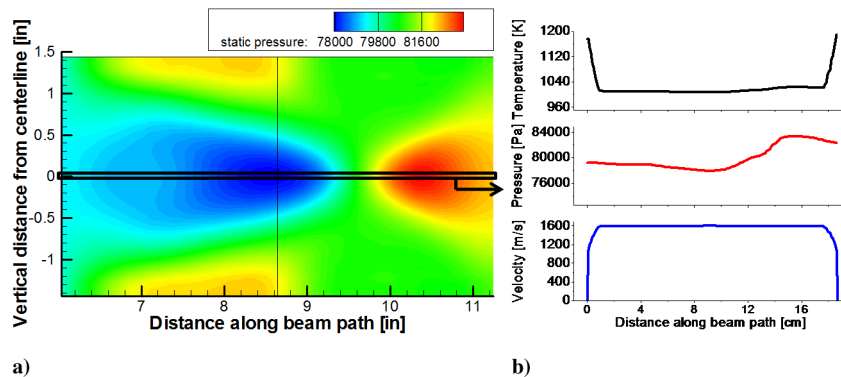 a)
static pressure: 78000 79800 81600
Vertical distance from centerline [in]
1.5
1
0.5
0
-0.5
-1
7 8 9 10 11
Distance along beam path [in]
b)
Temperature [K]
1200
1120
1040
960
Pressure [Pa]
84000
80000
76000
Velocity [m/s]
1600
1200
800
400
0
0 4 8 12 16
Distance along beam path [cm]